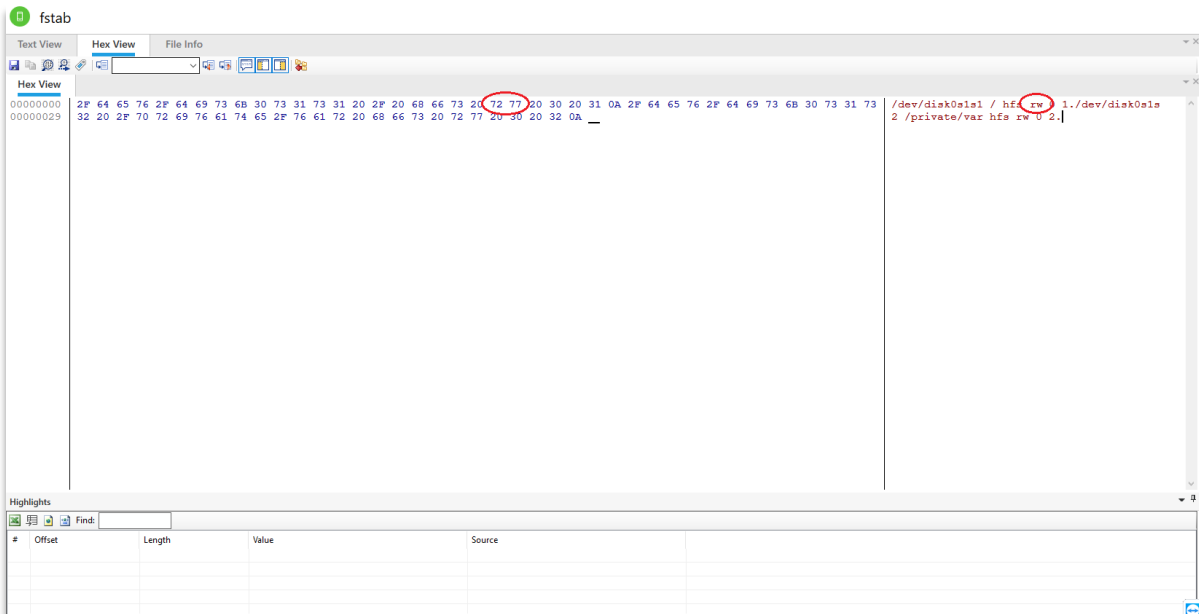 fstab
Text View Hex View File Info
Hex View
00000000 2F 64 65 76 2F 64 69 73 6B 30 73 31 73 31 20 2F 20 68 66 73 20 72 77 20 30 20 31 0A 2F 64 65 76 2F 64 69 73 6B 30 73 31 73 /dev/disk0s1s1 / hfs rw 0 1./dev/disk0s1s
00000029 32 20 2F 70 72 69 76 61 74 65 2F 76 61 72 20 68 66 73 20 72 77 20 30 20 32 0A 2 /private/var hfs rw 0 2.
Highlights
Find:
# Offset Length Value Source